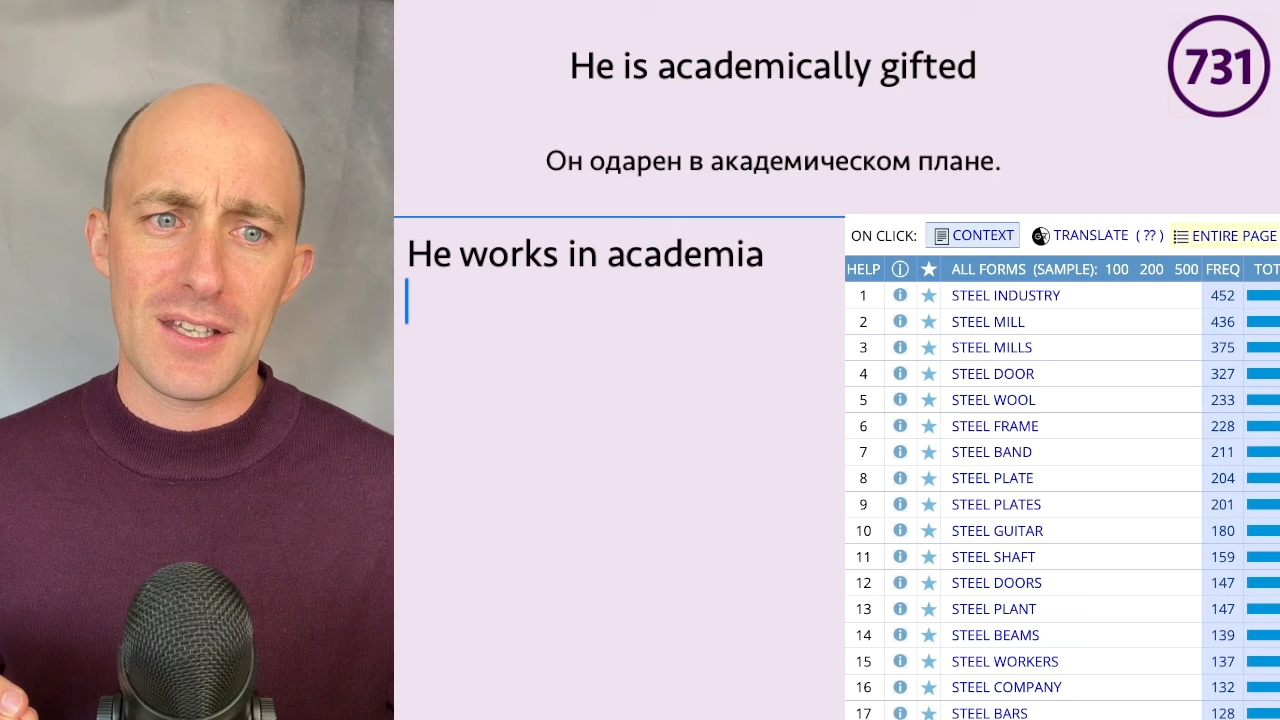 He is academically gifted
731
Он одарен в академическом плане.
He works in academia
ON CLICK: CONTEXT TRANSLATE ( ?? ) ENTIRE PAGE
HELP ALL FORMS (SAMPLE): 100 200 500 FREQ TOT
1 STEEL INDUSTRY 452
2 STEEL MILL 436
3 STEEL MILLS 375
4 STEEL DOOR 327
5 STEEL WOOL 233
6 STEEL FRAME 228
7 STEEL BAND 211
8 STEEL PLATE 204
9 STEEL PLATES 201
10 STEEL GUITAR 180
11 STEEL SHAFT 159
12 STEEL DOORS 147
13 STEEL PLANT 147
14 STEEL BEAMS 139
15 STEEL WORKERS 137
16 STEEL COMPANY 132
17 STEEL BARS 128